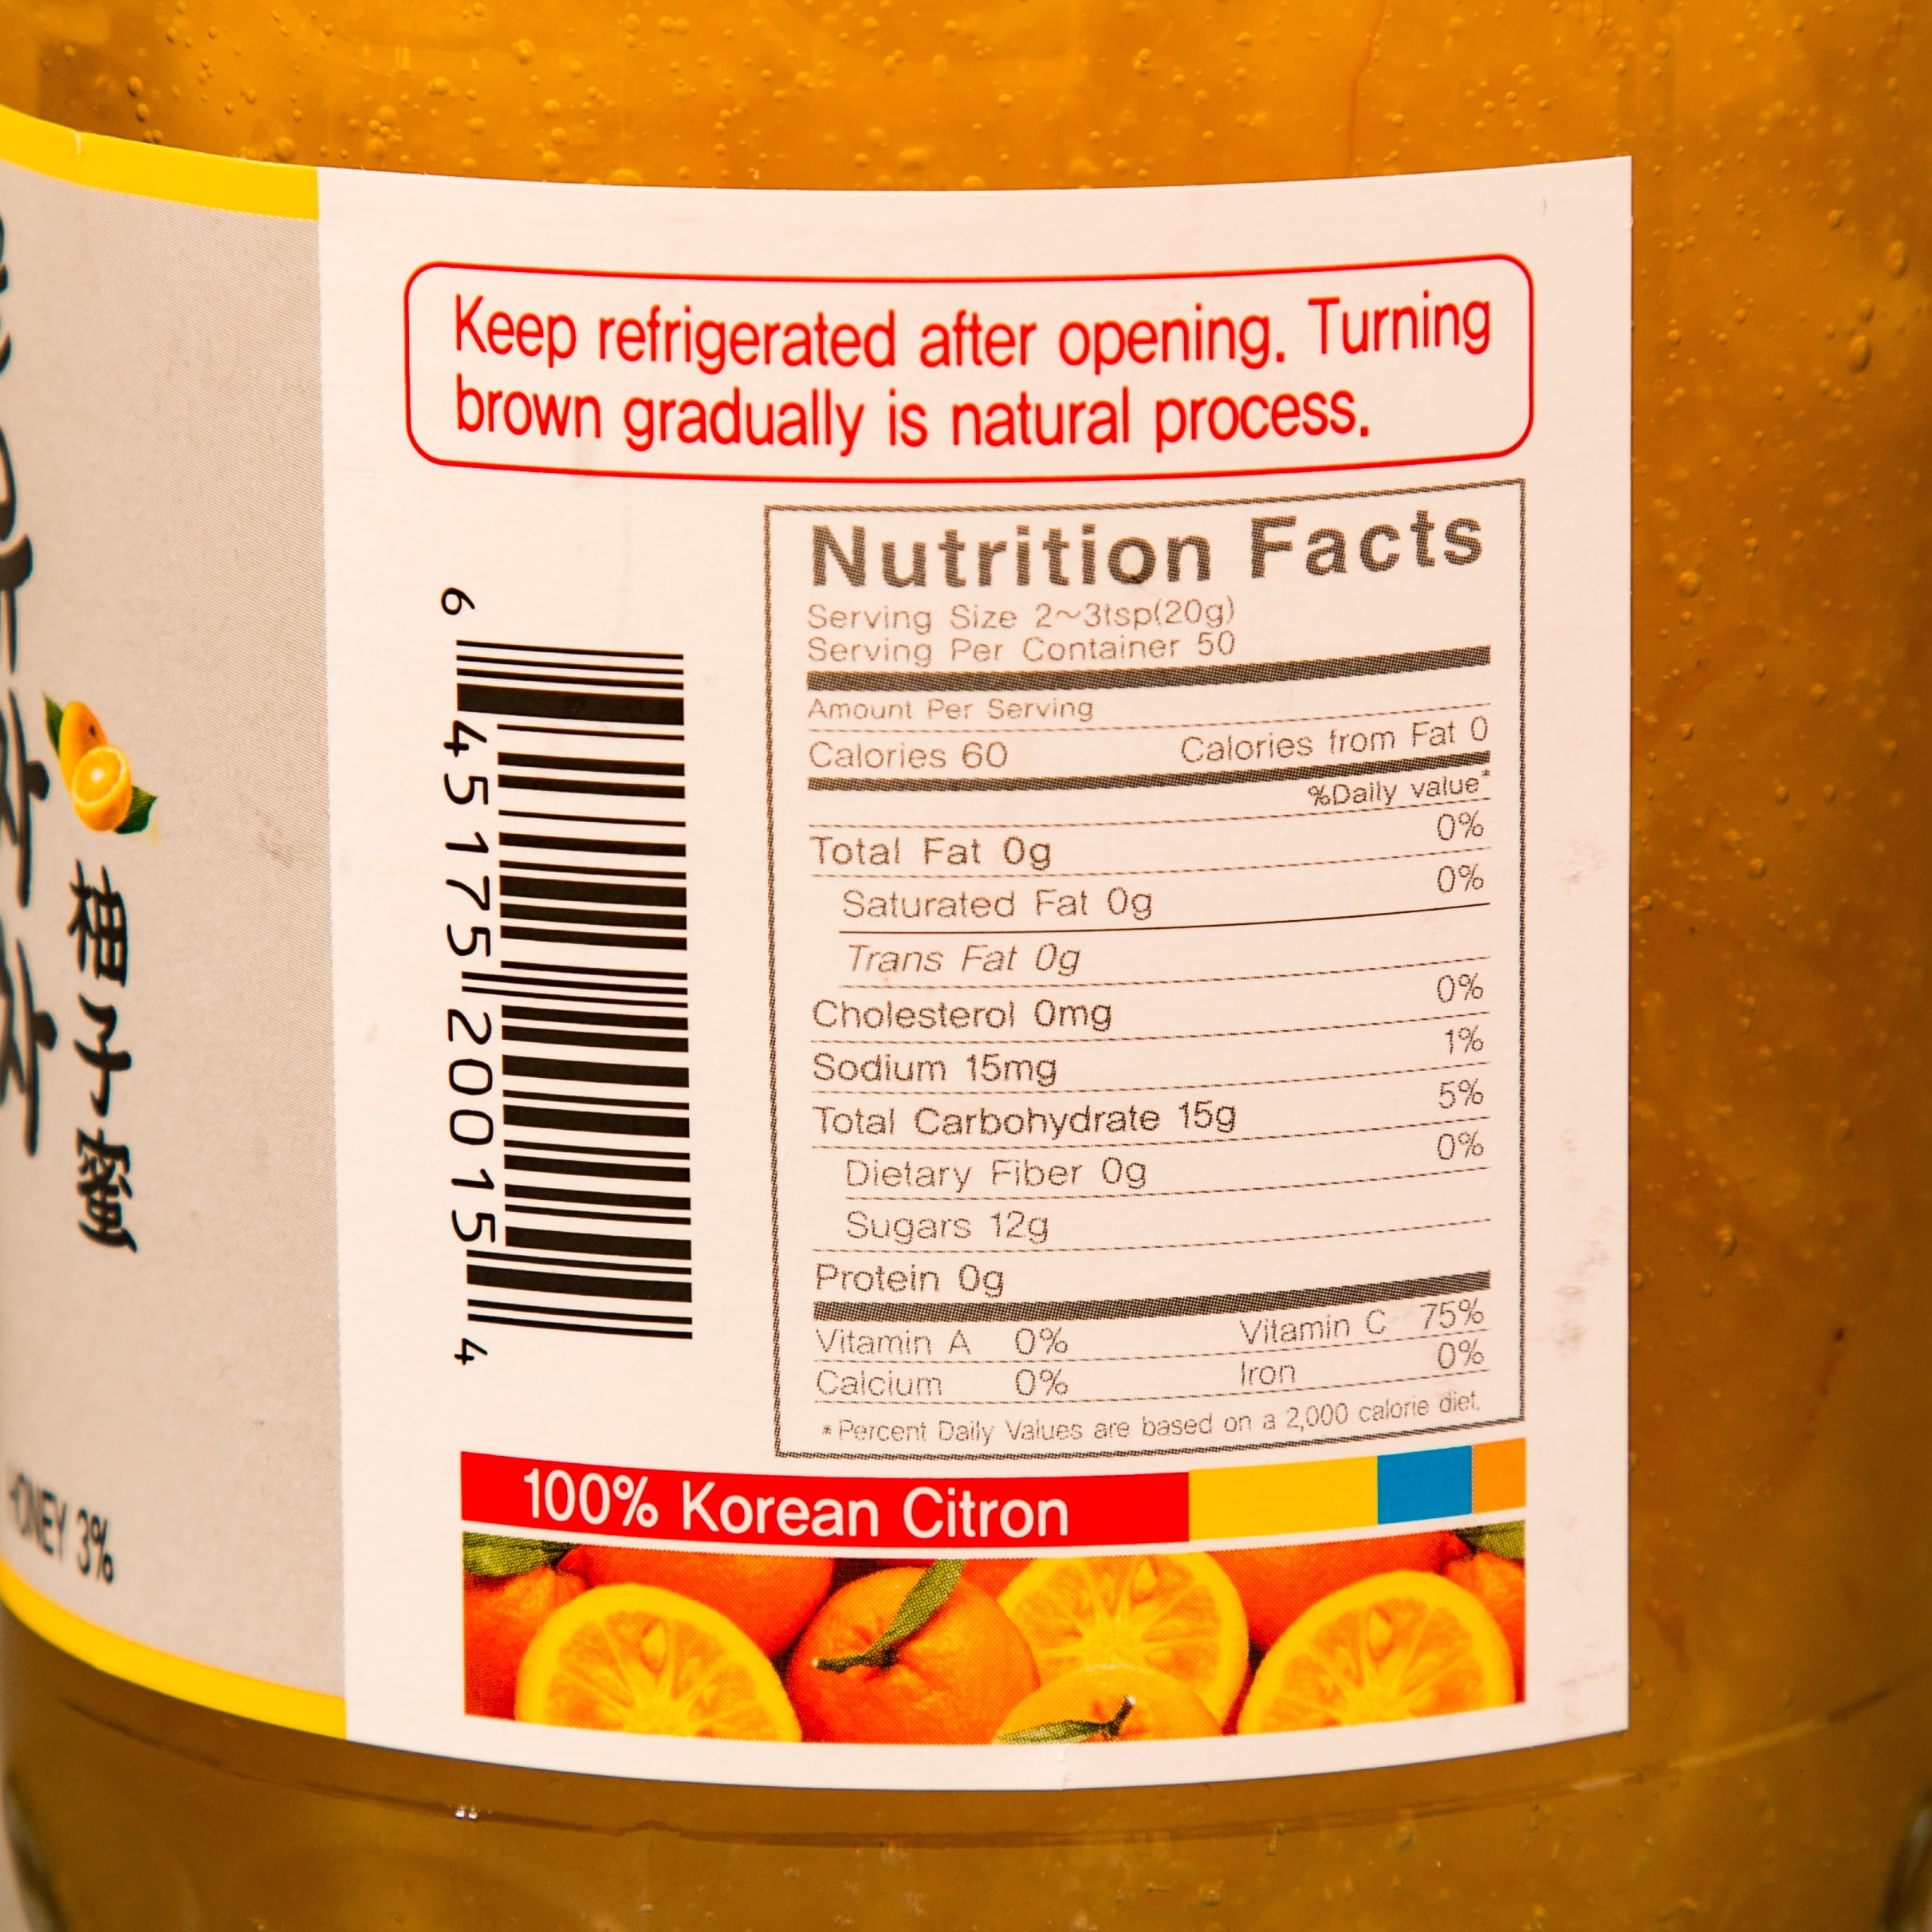 Keep refrigerated after opening. Turning
brown gradually is natural process.
Nutrition Facts
Serving Size 2~3tsp(20g)
Serving Per Container 50
Amount Per Serving
Calories 60 Calories from Fat 0
%Daily value*
Total Fat 0g 0%
Saturated Fat 0g 0%
Trans Fat 0g
Cholesterol 0mg 0%
Sodium 15mg 1%
Total Carbohydrate 15g 5%
Dietary Fiber 0g 0%
Sugars 12g
Protein 0g
Vitamin A 0% Vitamin C 75%
Calcium 0% Iron 0%
*Percent Daily Values are based on a 2,000 calorie diet.
6 45175 20015 4
100% Korean Citron
3%